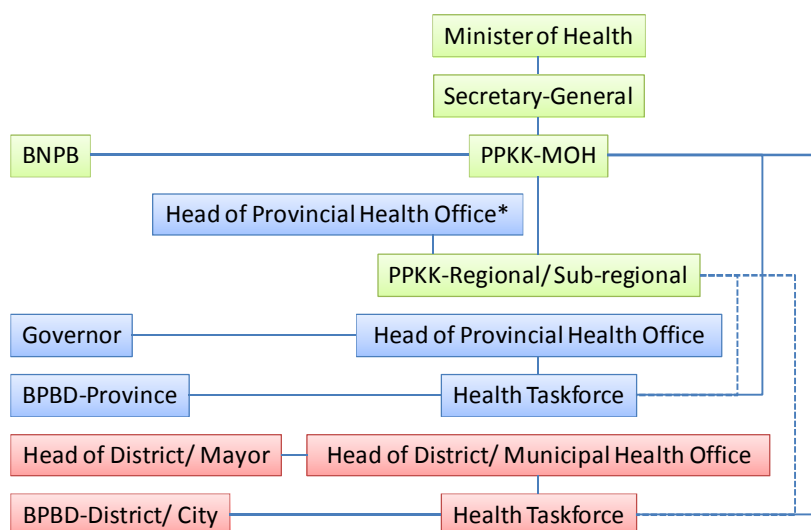 Minister of Health
Secretary-General
BNPB
PPKK-MOH
Head of Provincial Health Office*
PPKK-Regional/ Sub-regional
Governor
Head of Provincial Health Office
BPBD-Province
Health Taskforce
Head of District/ Mayor
Head of District/ Municipal Health Office
BPBD-District/ City
Health Taskforce